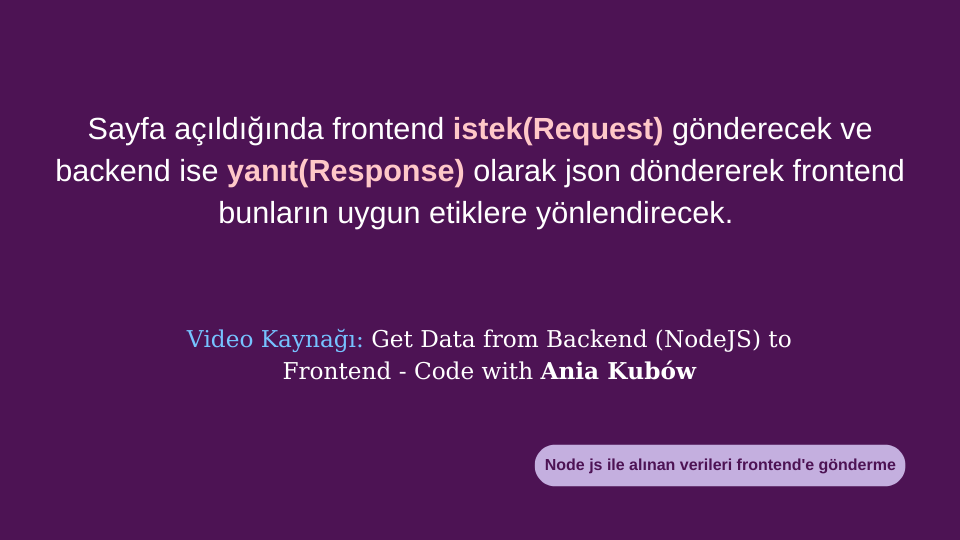 Sayfa açıldığında frontend istek(Request) gönderecek ve
backend ise yanıt(Response) olarak json döndererek frontend
bunların uygun etiklere yönlendirecek.
Video Kaynağı: Get Data from Backend (NodeJS) to
Frontend - Code with Ania Kubów
Node js ile alınan verileri frontend'e gönderme